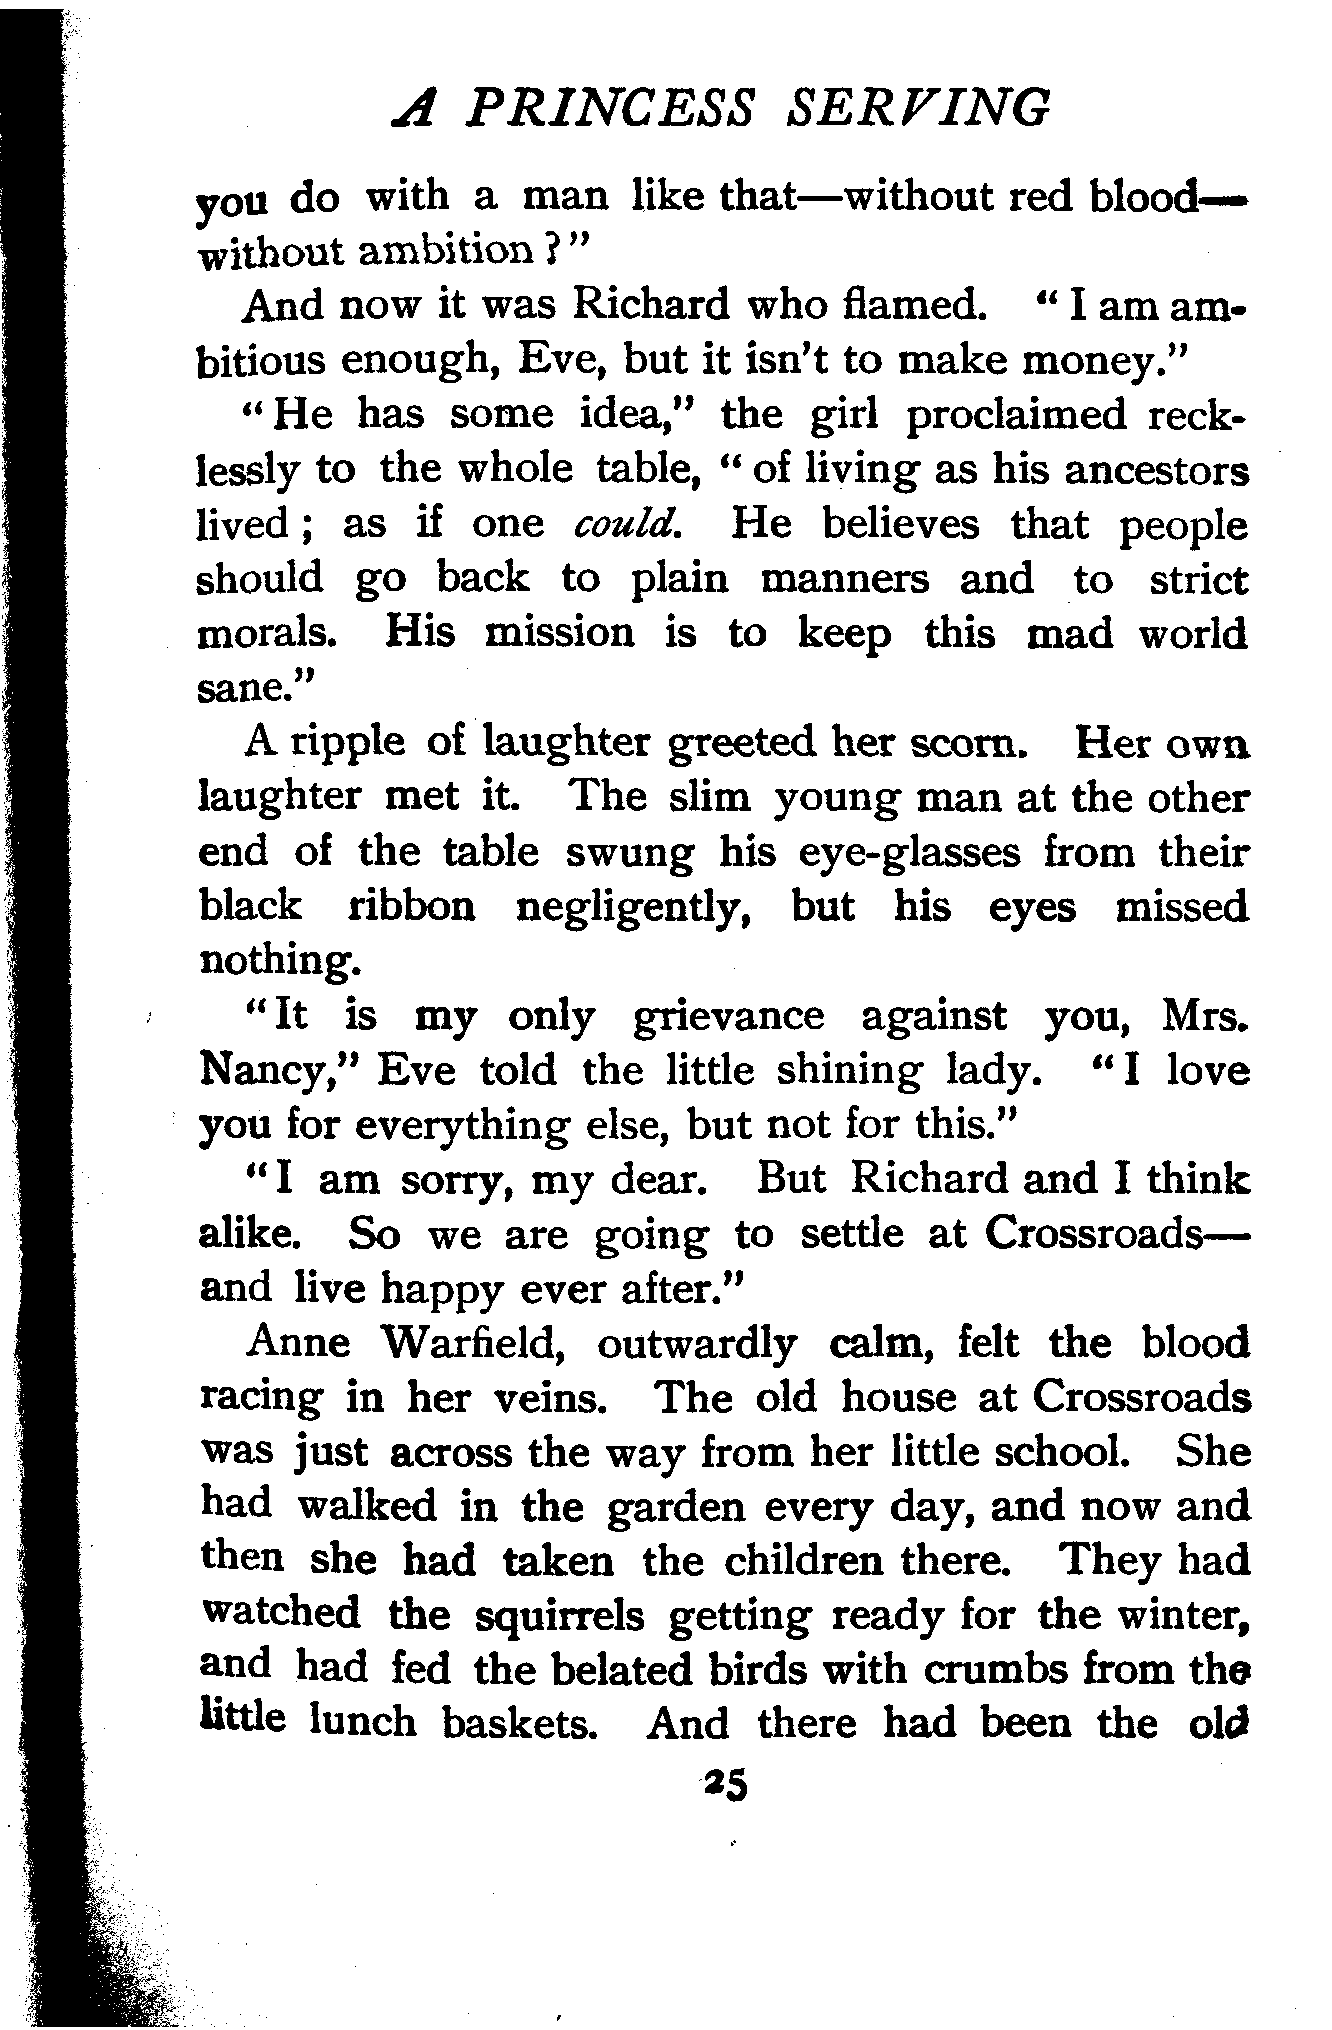 A PRINCESS SERVING
you do with a man like that—without red blood—
without ambition?"
And now it was Richard who flamed. "I am am-
bitious enough, Eve, but it isn't to make money."
"He has some idea," the girl proclaimed reck-
lessly to the whole table, "of living as his ancestors
lived; as if one could. He believes that people
should go back to plain manners and to strict
morals. His mission is to keep this mad world
sane."
A ripple of laughter greeted her scorn. Her own
laughter met it. The slim young man at the other
end of the table swung his eye-glasses from their
black ribbon negligently, but his eyes missed
nothing.
"It is my only grievance against you, Mrs.
Nancy," Eve told the little shining lady. "I love
you for everything else, but not for this."
"I am sorry, my dear. But Richard and I think
alike. So we are going to settle at Crossroads—
and live happy ever after."
Anne Warfield, outwardly calm, felt the blood
racing in her veins. The old house at Crossroads
was just across the way from her little school. She
had walked in the garden every day, and now and
then she had taken the children there. They had
watched the squirrels getting ready for the winter,
and had fed the belated birds with crumbs from the
little lunch baskets. And there had been the old
25